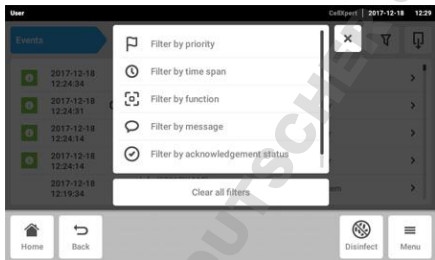 User
CellXpert | 2017-12-18 12:29
Events
Filter by priority
Filter by time span
Filter by function
Filter by message
Filter by acknowledgement status
Clear all filters
2017-12-18
12:24:34
2017-12-18
12:24:31
2017-12-18
12:24:14
2017-12-18
12:24:14
2017-12-18
12:19:34
Home
Back
Disinfect
Menu